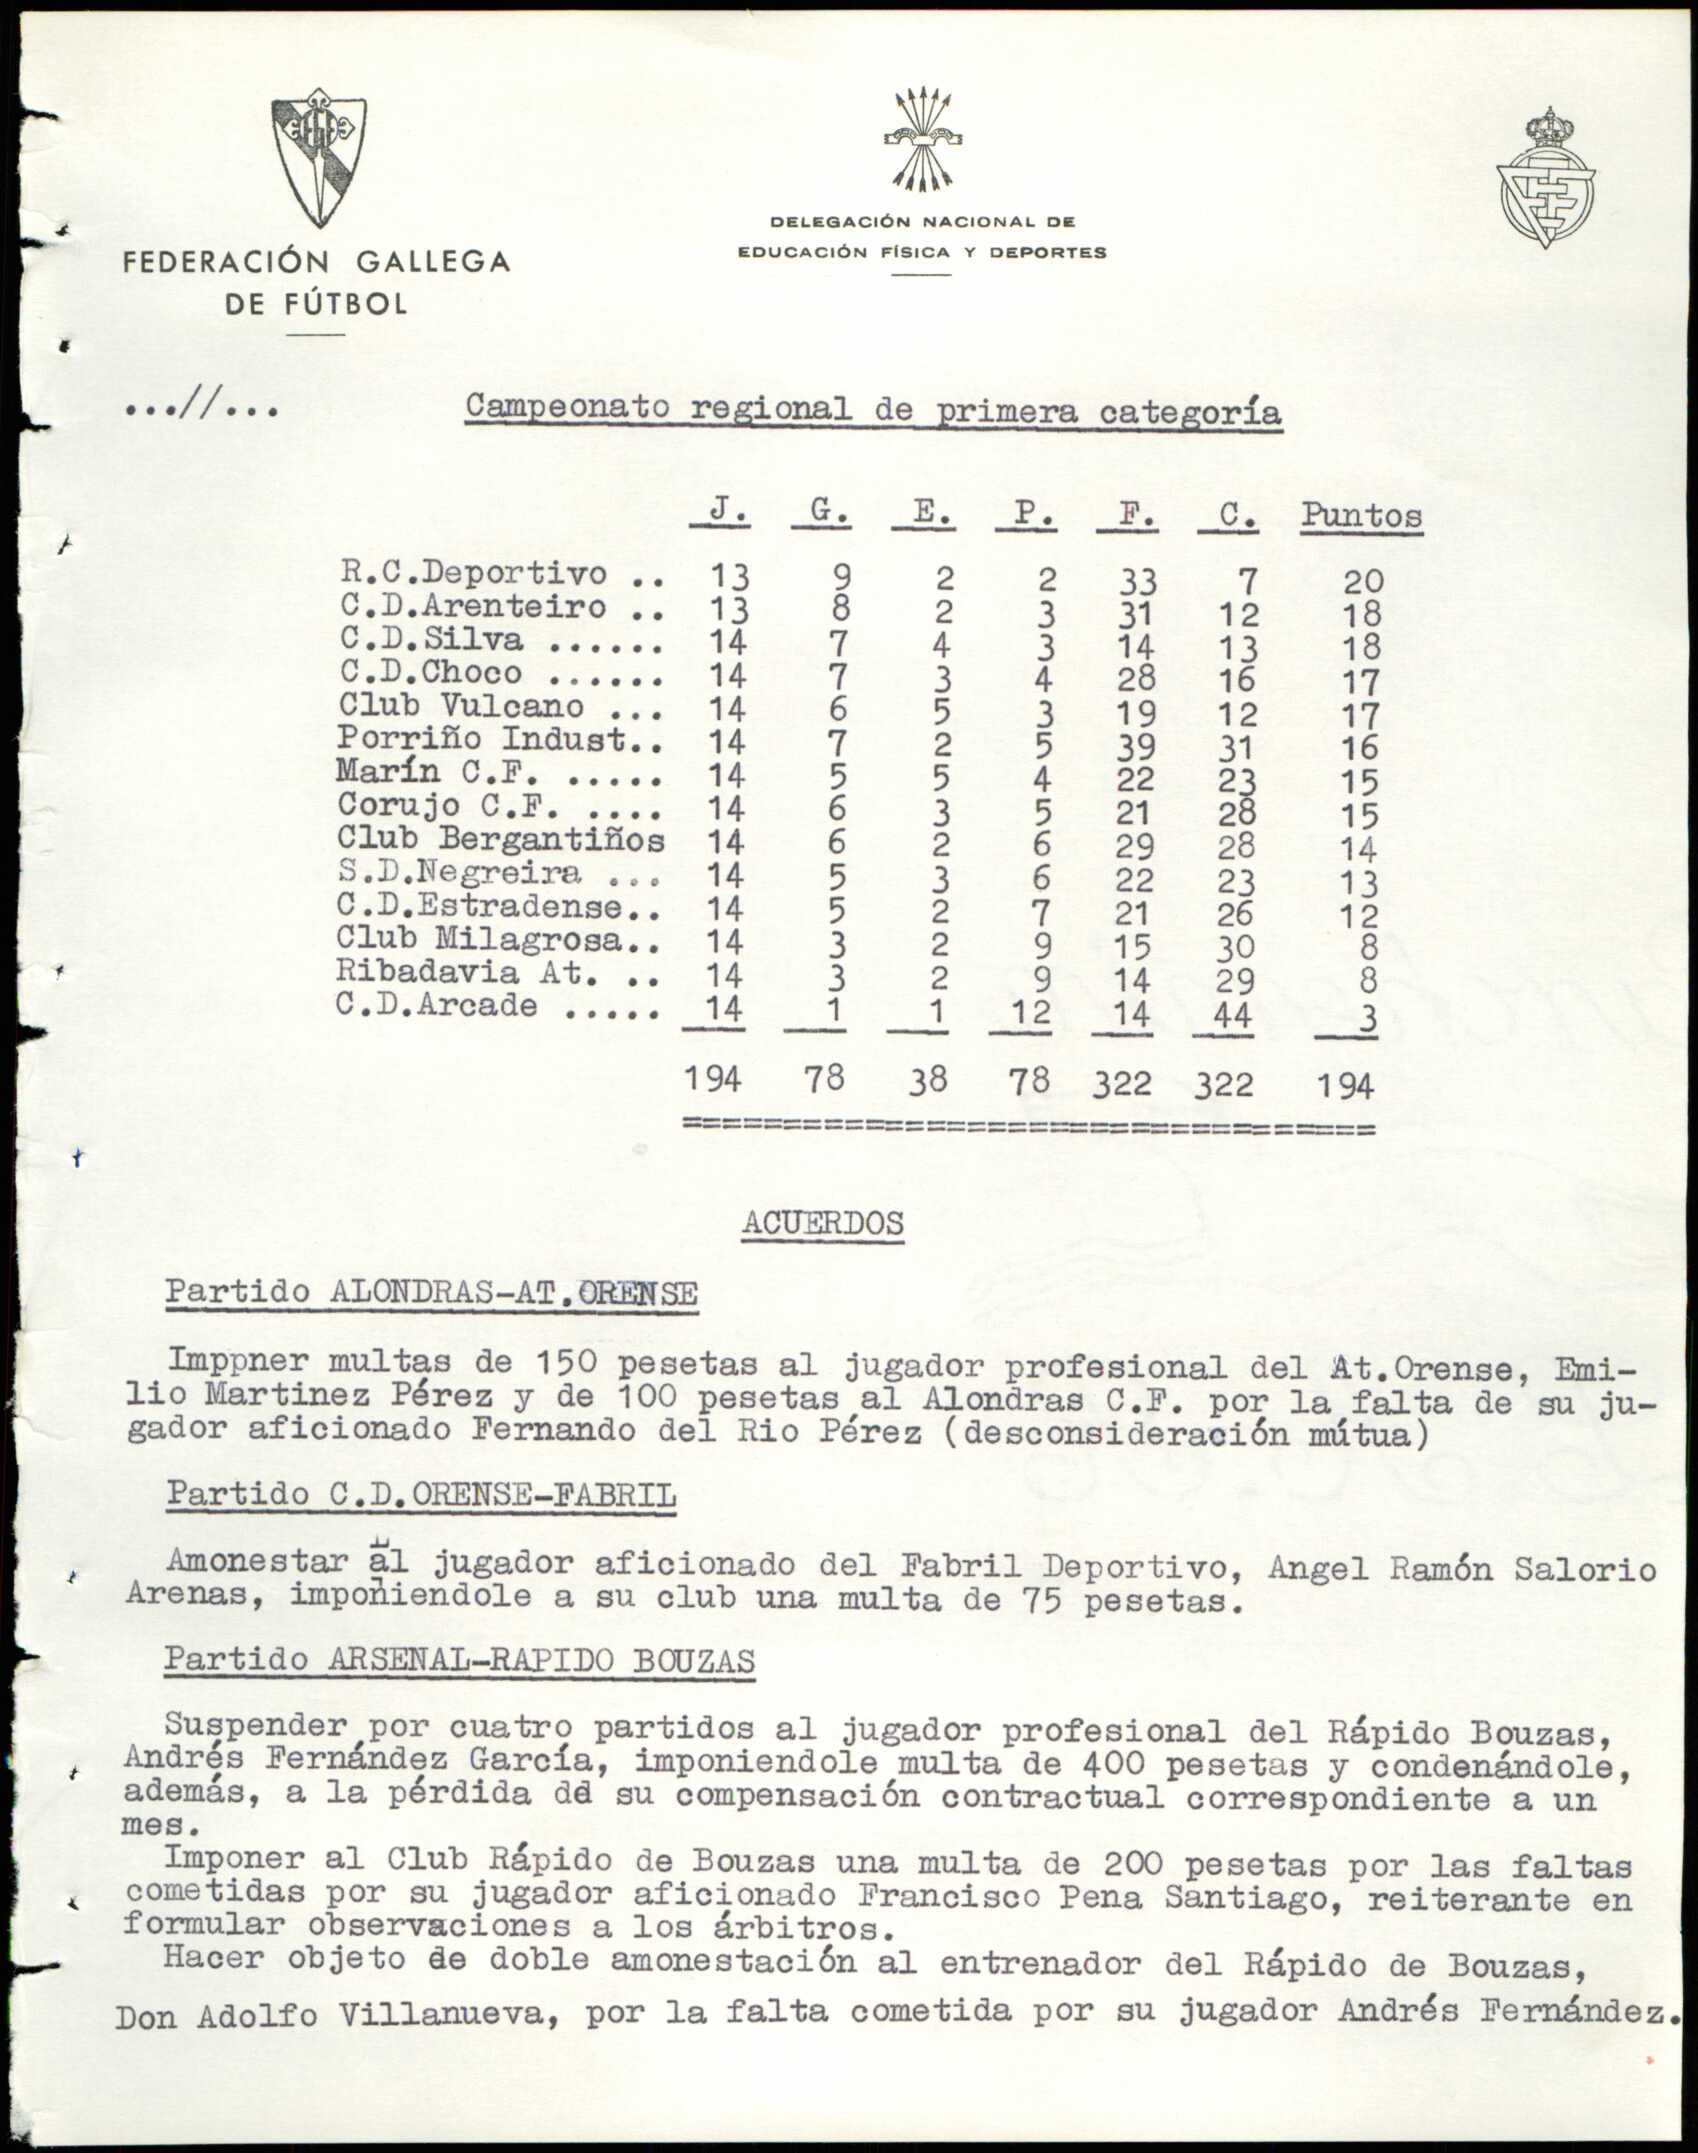 FEDERACIÓN GALLEGA
DE FÚTBOL
DELEGACIÓN NACIONAL DE
EDUCACIÓN FÍSICA Y DEPORTES
...//... Campeonato regional de primera categoría
J. G. E. P. F. C. Puntos
R.C.Deportivo .. 13 9 2 2 33 7 20
C.D.Arenteiro .. 13 8 2 3 31 12 18
C.D.Silva ...... 14 7 4 3 14 13 18
C.D.Choco ...... 14 7 3 4 28 16 17
Club Vulcano ... 14 6 5 3 19 12 17
Porriño Indust.. 14 7 2 5 39 31 16
Marín C.F. ..... 14 5 5 4 22 23 15
Corujo C.F. .... 14 6 3 5 21 28 15
Club Bergantiños 14 6 2 6 29 28 14
S.D.Negreira ... 14 5 3 6 22 23 13
C.D.Estradense.. 14 5 2 7 21 26 12
Club Milagrosa.. 14 3 2 9 15 30 8
Ribadavia At. .. 14 3 2 9 14 29 8
C.D.Arcade ..... 14 1 1 12 14 44 3
194 78 38 78 322 322 194
==================================
ACUERDOS
Partido ALONDRAS-AT.ORENSE
Imppner multas de 150 pesetas al jugador profesional del At.Orense, Emi-
lio Martinez Pérez y de 100 pesetas al Alondras C.F. por la falta de su ju-
gador aficionado Fernando del Rio Pérez (desconsideración mútua)
Partido C.D.ORENSE-FABRIL
Amonestar al jugador aficionado del Fabril Deportivo, Angel Ramón Salorio
Arenas, imponiendole a su club una multa de 75 pesetas.
Partido ARSENAL-RAPIDO BOUZAS
Suspender por cuatro partidos al jugador profesional del Rápido Bouzas,
Andrés Fernández García, imponiendole multa de 400 pesetas y condenándole,
además, a la pérdida dd su compensación contractual correspondiente a un
mes.
Imponer al Club Rápido de Bouzas una multa de 200 pesetas por las faltas
cometidas por su jugador aficionado Francisco Pena Santiago, reiterante en
formular observaciones a los árbitros.
Hacer objeto de doble amonestación al entrenador del Rápido de Bouzas,
Don Adolfo Villanueva, por la falta cometida por su jugador Andrés Fernández.